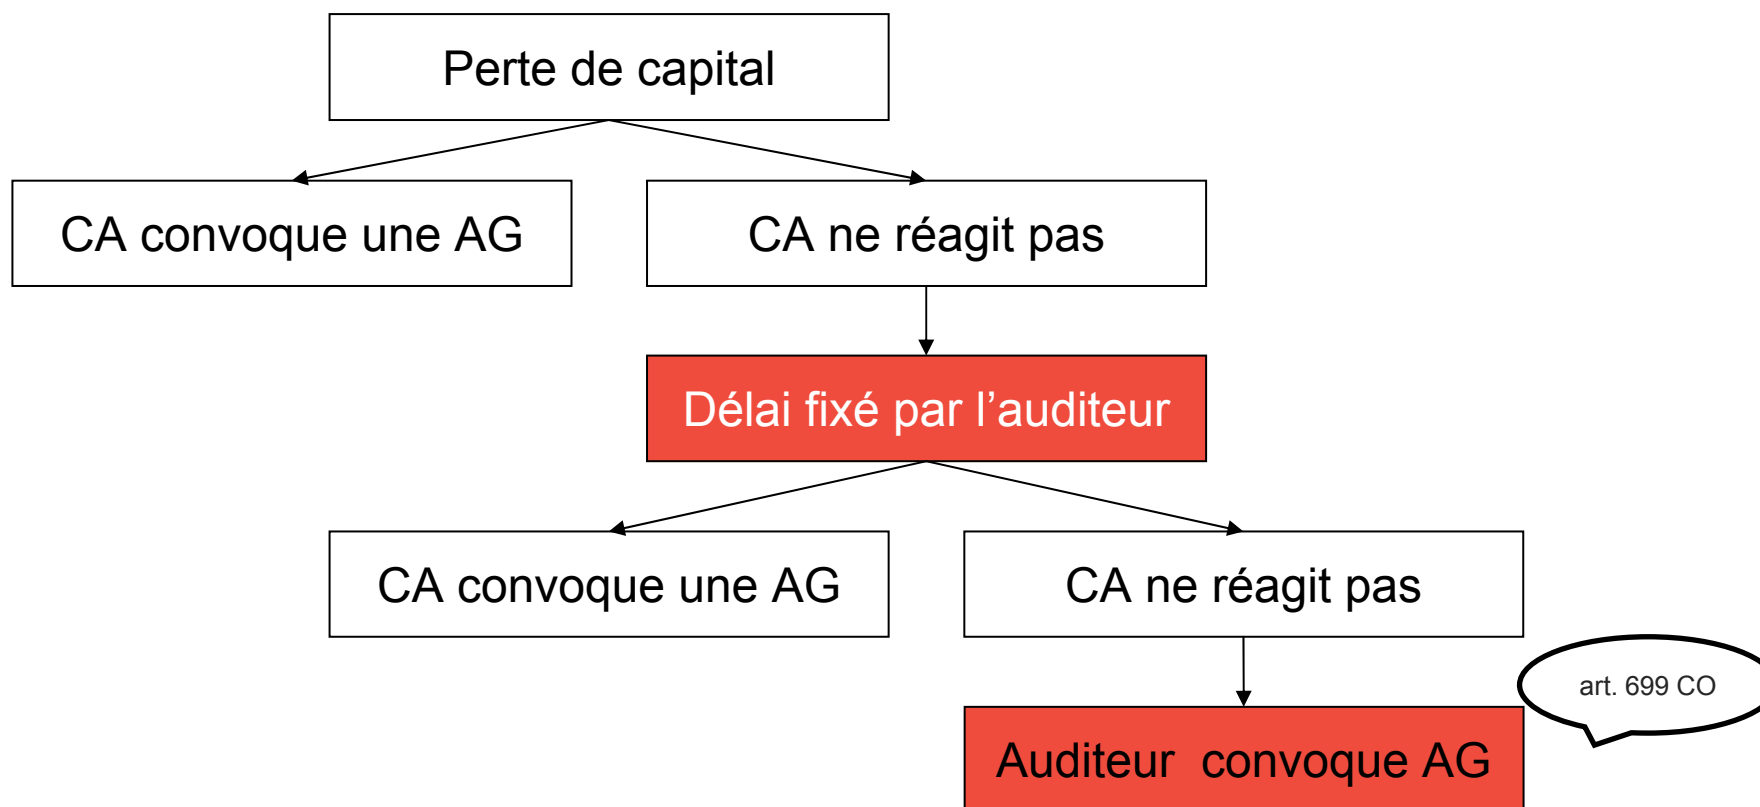 Perte de capital
CA convoque une AG
CA ne réagit pas
Délai fixé par l’auditeur
CA convoque une AG
CA ne réagit pas
art. 699 CO
Auditeur convoque AG